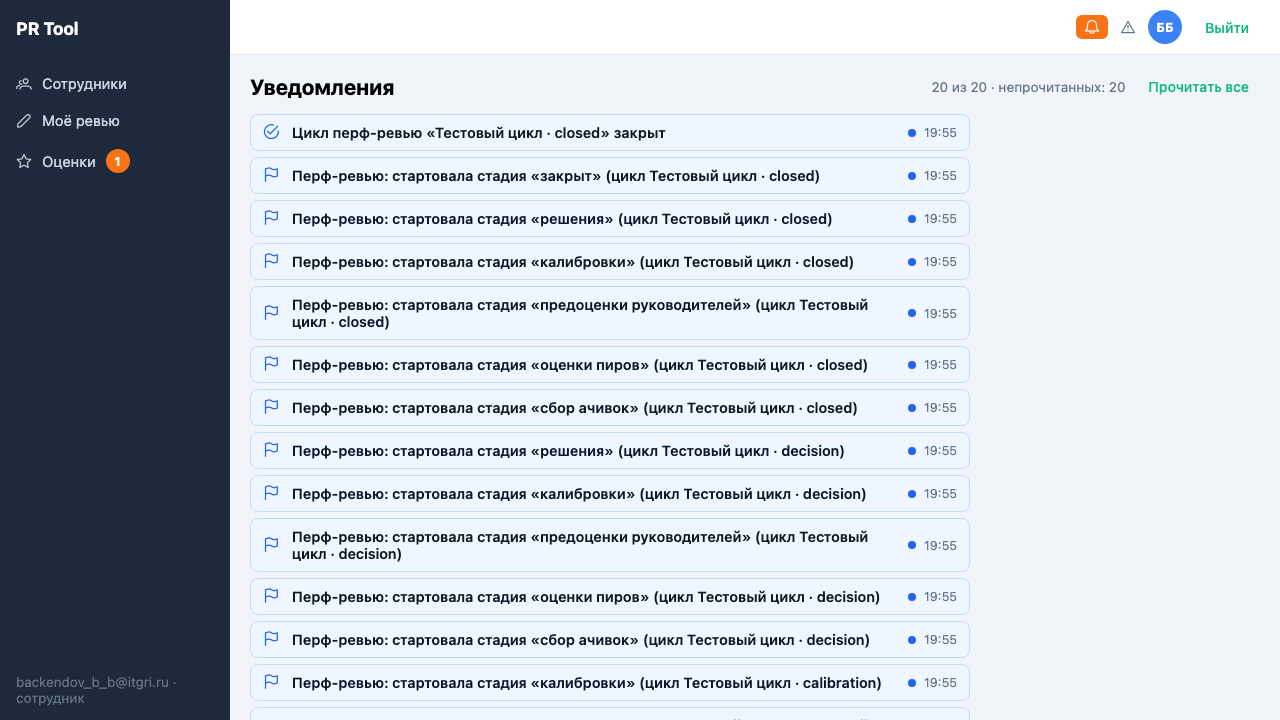 PR Tool
ББ
Выйти
Сотрудники
Моё ревью
Оценки 1
Уведомления
20 из 20 · непрочитанных: 20
Прочитать все
Цикл перф-ревью «Тестовый цикл · closed» закрыт 19:55
Перф-ревью: стартовала стадия «закрыт» (цикл Тестовый цикл · closed) 19:55
Перф-ревью: стартовала стадия «решения» (цикл Тестовый цикл · closed) 19:55
Перф-ревью: стартовала стадия «калибровки» (цикл Тестовый цикл · closed) 19:55
Перф-ревью: стартовала стадия «предоценки руководителей» (цикл Тестовый
цикл · closed) 19:55
Перф-ревью: стартовала стадия «оценки пиров» (цикл Тестовый цикл · closed) 19:55
Перф-ревью: стартовала стадия «сбор ачивок» (цикл Тестовый цикл · closed) 19:55
Перф-ревью: стартовала стадия «решения» (цикл Тестовый цикл · decision) 19:55
Перф-ревью: стартовала стадия «калибровки» (цикл Тестовый цикл · decision) 19:55
Перф-ревью: стартовала стадия «предоценки руководителей» (цикл Тестовый
цикл · decision) 19:55
Перф-ревью: стартовала стадия «оценки пиров» (цикл Тестовый цикл · decision) 19:55
Перф-ревью: стартовала стадия «сбор ачивок» (цикл Тестовый цикл · decision) 19:55
Перф-ревью: стартовала стадия «калибровки» (цикл Тестовый цикл · calibration) 19:55
backendov_b_b@itgri.ru ·
сотрудник